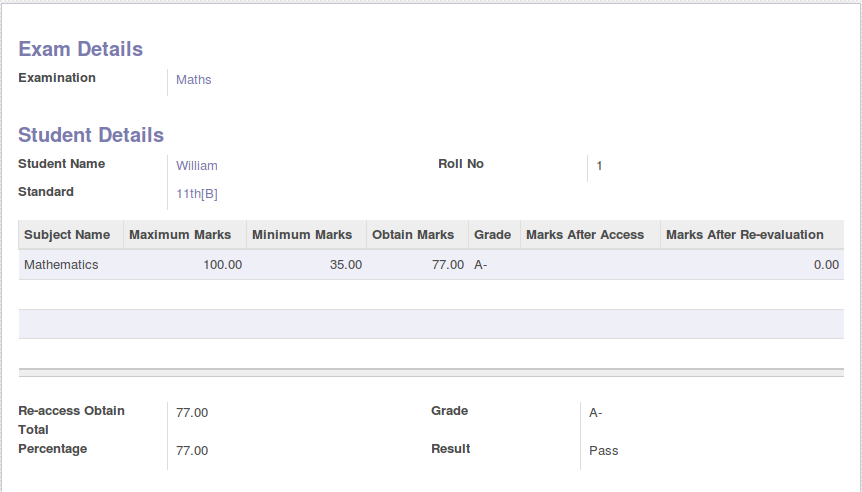 Exam Details
Examination Maths
Student Details
Student Name William Roll No 1
Standard 11th[B]
Subject Name Maximum Marks Minimum Marks Obtain Marks Grade Marks After Access Marks After Re-evaluation
Mathematics 100.00 35.00 77.00 A- 0.00
Re-access Obtain 77.00 Grade A-
Total
Percentage 77.00 Result Pass